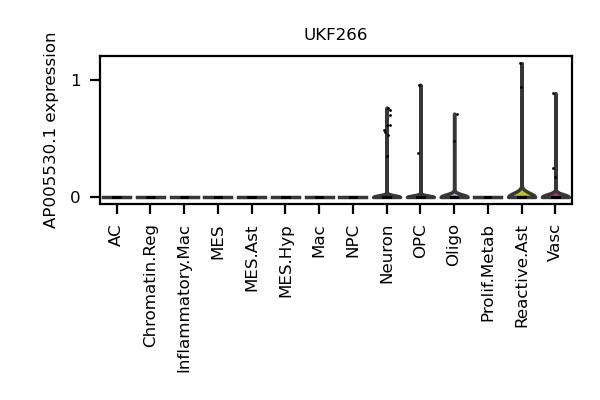 UKF266
AP005530.1 expression
1
0
AC
Chromatin.Reg
Inflammatory.Mac
MES
MES.Ast
MES.Hyp
Mac
NPC
Neuron
OPC
Oligo
Prolif.Metab
Reactive.Ast
Vasc